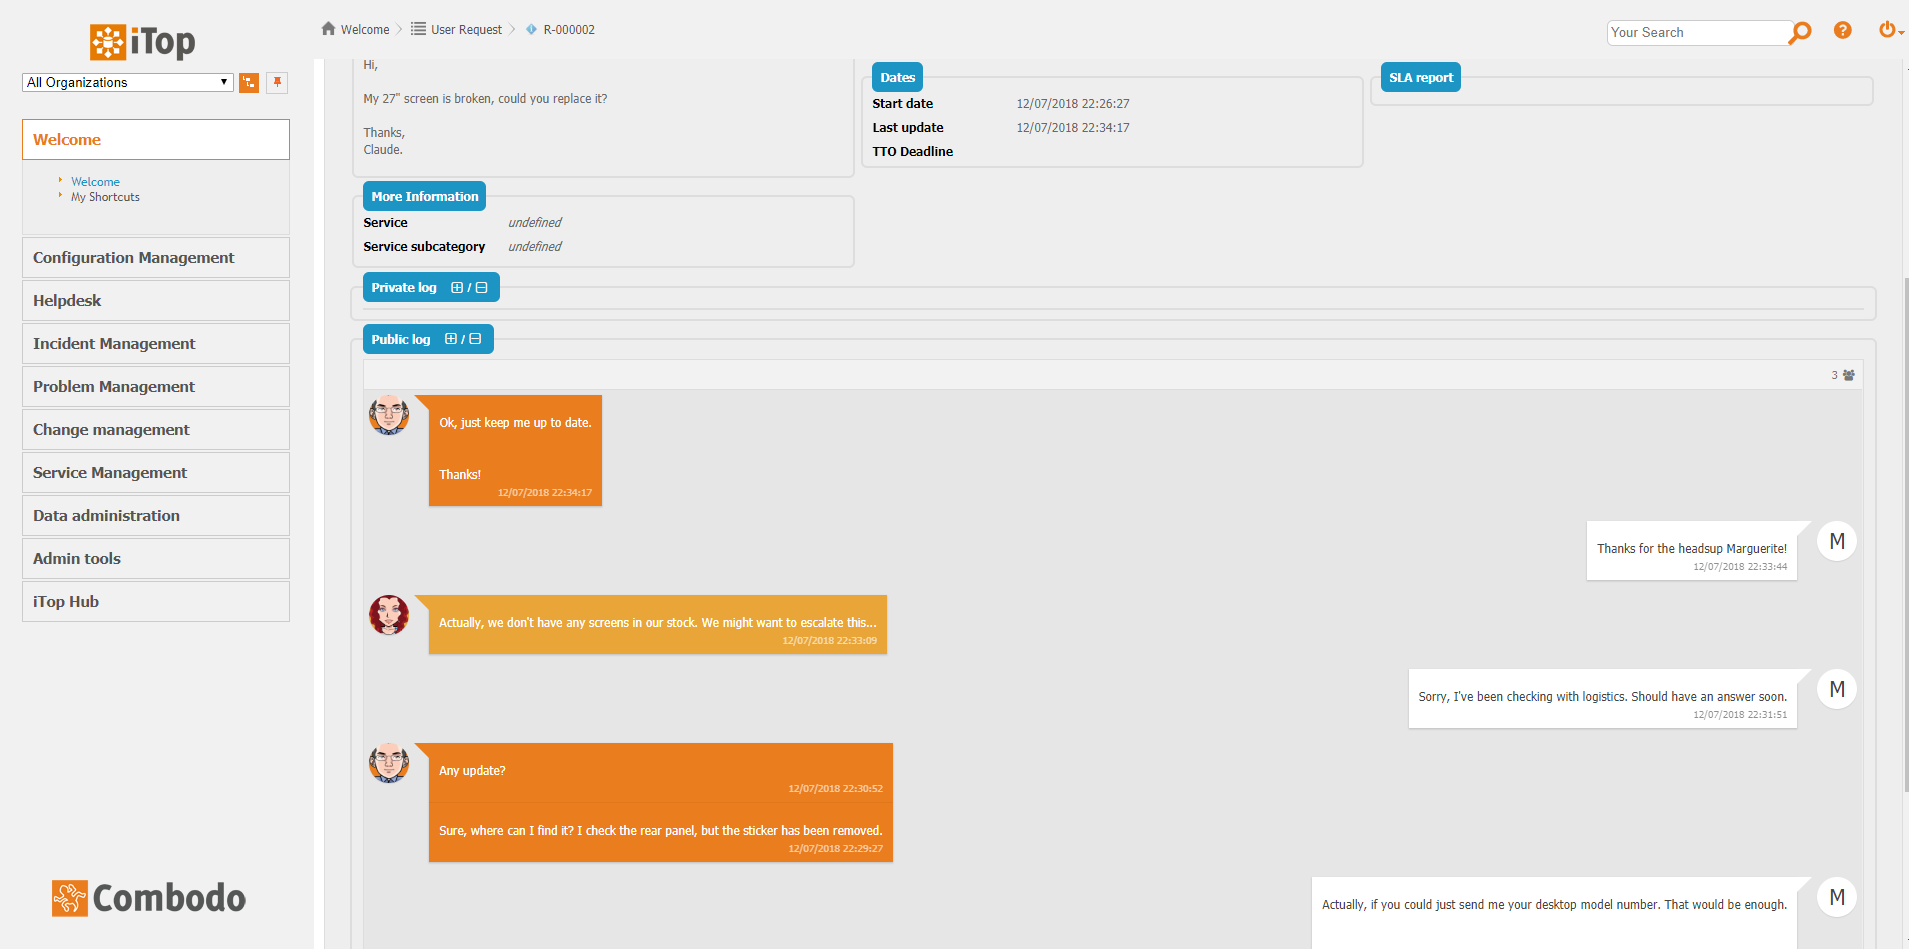 iTop
All Organizations
Welcome
Welcome
My Shortcuts
Configuration Management
Helpdesk
Incident Management
Problem Management
Change management
Service Management
Data administration
Admin tools
iTop Hub
Combodo
Welcome
User Request
R-000002
Your Search
?
Hi,
My 27" screen is broken, could you replace it?
Thanks,
Claude.
Dates
Start date 12/07/2018 22:26:27
Last update 12/07/2018 22:34:17
TTO Deadline
SLA report
More Information
Service undefined
Service subcategory undefined
Private log /
Public log /
3
Ok, just keep me up to date.
Thanks!
12/07/2018 22:34:17
Thanks for the headsup Marguerite!
12/07/2018 22:33:44
M
Actually, we don't have any screens in our stock. We might want to escalate this...
12/07/2018 22:33:09
Sorry, I've been checking with logistics. Should have an answer soon.
12/07/2018 22:31:51
M
Any update?
12/07/2018 22:30:52
Sure, where can I find it? I check the rear panel, but the sticker has been removed.
12/07/2018 22:29:27
Actually, if you could just send me your desktop model number. That would be enough.
M